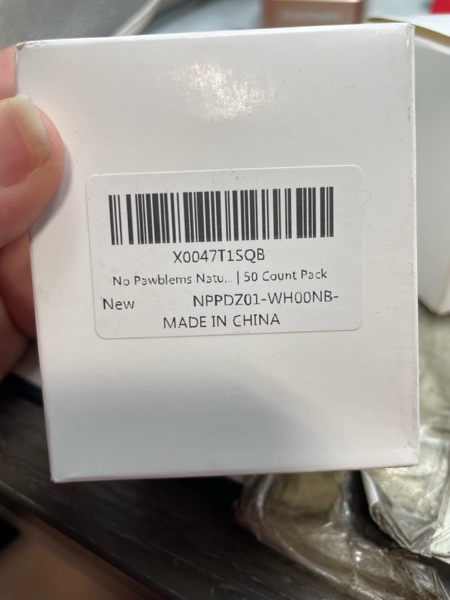 X0047T1SQB
No Pawblems Natu... | 50 Count Pack
New NPPDZ01-WH00NB-
MADE IN CHINA